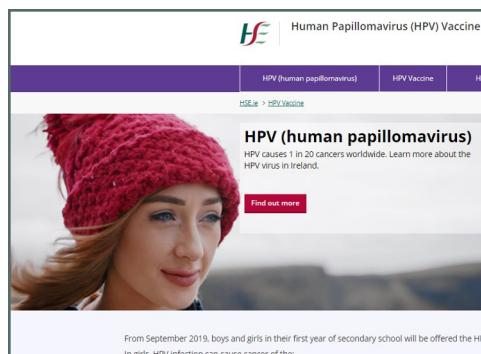 HSE
Human Papillomavirus (HPV) Vaccine
HPV (human papillomavirus)
HPV Vaccine
H
HSE.ie > HPV Vaccine
HPV (human papillomavirus)
HPV causes 1 in 20 cancers worldwide. Learn more about the
HPV virus in Ireland.
Find out more
From September 2019, boys and girls in their first year of secondary school will be offered the H
In girls, HPV infection can cause cancer of the: